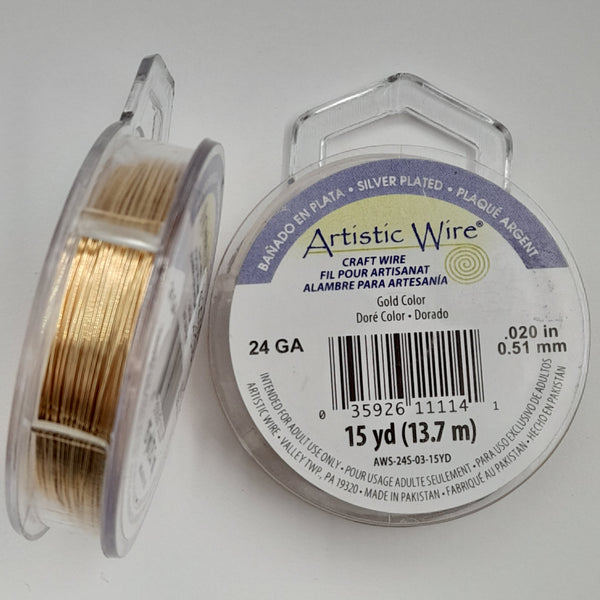 BAÑADO EN PLATA • SILVER PLATED • PLAQUÉ ARGENT
Artistic Wire®
CRAFT WIRE
FIL POUR ARTISANAT
ALAMBRE PARA ARTESANÍA
Gold Color
Doré Color • Dorado
24 GA
.020 in
0.51 mm
0 35926 11114 1
15 yd (13.7 m)
AWS-24S-03-15YD
INTENDED FOR ADULT USE ONLY • POUR USAGE ADULTE SEULEMENT • PARA USO EXCLUSIVO DE ADULTOS
ARTISTIC WIRE • VALLEY TWP., PA 19320 • MADE IN PAKISTAN • FABRIQUÉ AU PAKISTAN • HECHO EN PAKISTÁN